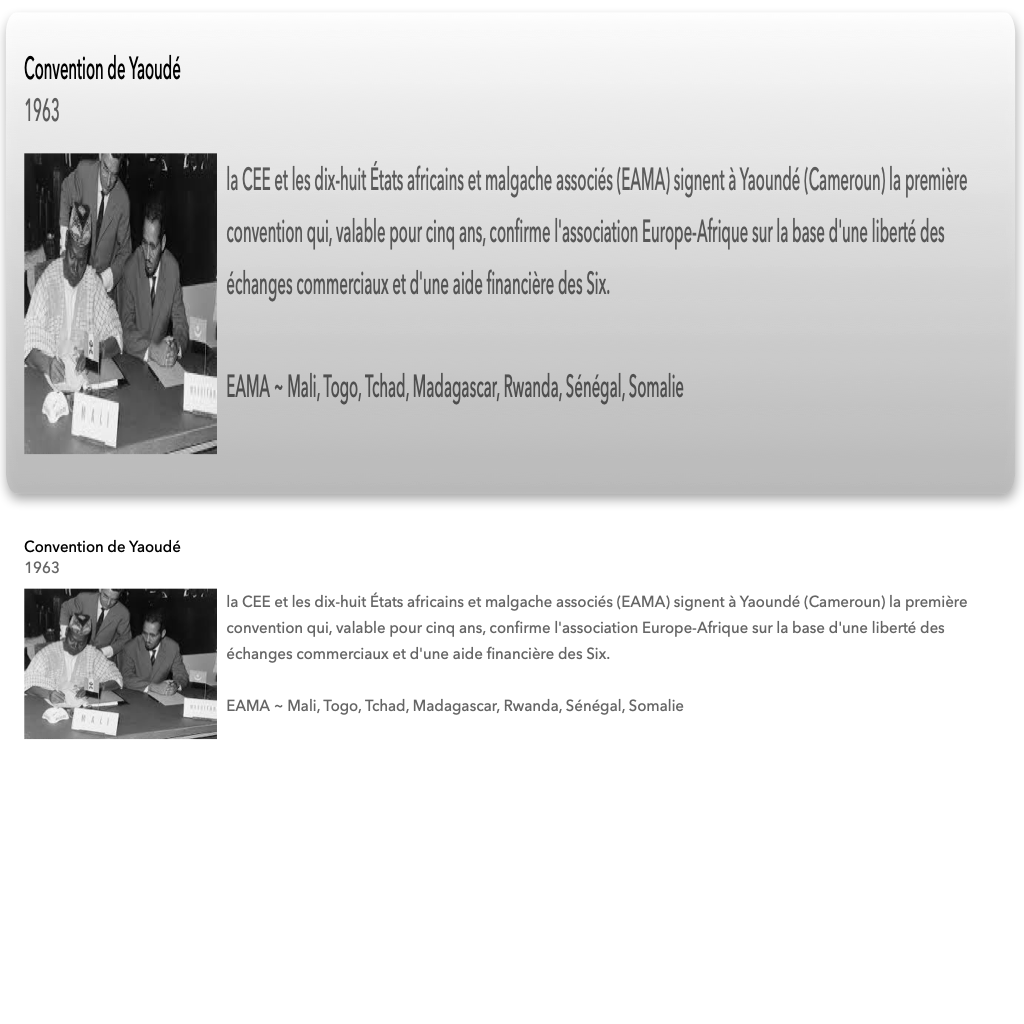 Convention de Yaoudé
1963
la CEE et les dix-huit États africains et malgache associés (EAMA) signent à Yaoundé (Cameroun) la première
convention qui, valable pour cinq ans, confirme l'association Europe-Afrique sur la base d'une liberté des
échanges commerciaux et d'une aide financière des Six.
EAMA ~ Mali, Togo, Tchad, Madagascar, Rwanda, Sénégal, Somalie
MALI
Convention de Yaoudé
1963
la CEE et les dix-huit États africains et malgache associés (EAMA) signent à Yaoundé (Cameroun) la première
convention qui, valable pour cinq ans, confirme l'association Europe-Afrique sur la base d'une liberté des
échanges commerciaux et d'une aide financière des Six.
EAMA ~ Mali, Togo, Tchad, Madagascar, Rwanda, Sénégal, Somalie
MALI